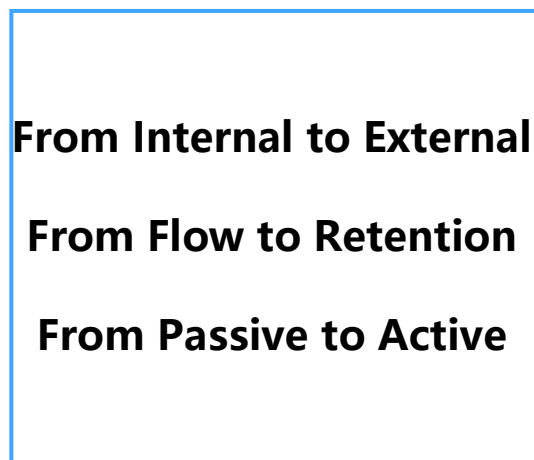 From Internal to External
From Flow to Retention
From Passive to Active